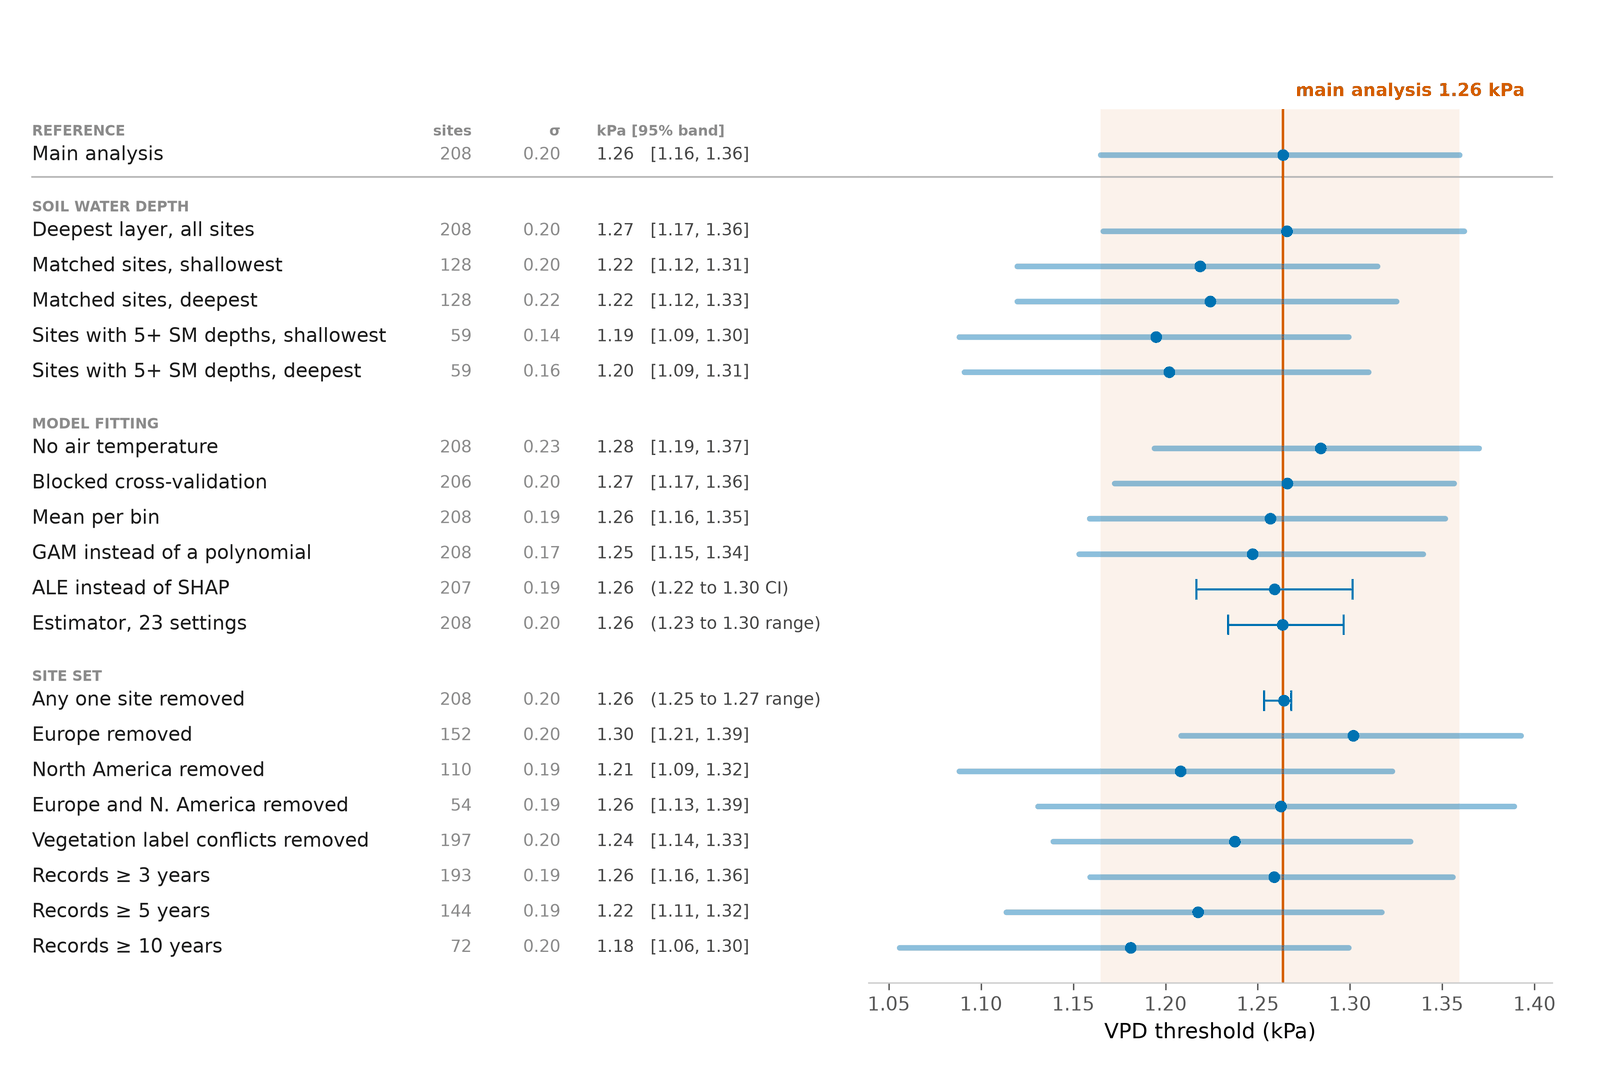 main analysis 1.26 kPa
REFERENCE sites σ kPa [95% band]
Main analysis 208 0.20 1.26 [1.16, 1.36]
SOIL WATER DEPTH
Deepest layer, all sites 208 0.20 1.27 [1.17, 1.36]
Matched sites, shallowest 128 0.20 1.22 [1.12, 1.31]
Matched sites, deepest 128 0.22 1.22 [1.12, 1.33]
Sites with 5+ SM depths, shallowest 59 0.14 1.19 [1.09, 1.30]
Sites with 5+ SM depths, deepest 59 0.16 1.20 [1.09, 1.31]
MODEL FITTING
No air temperature 208 0.23 1.28 [1.19, 1.37]
Blocked cross-validation 206 0.20 1.27 [1.17, 1.36]
Mean per bin 208 0.19 1.26 [1.16, 1.35]
GAM instead of a polynomial 208 0.17 1.25 [1.15, 1.34]
ALE instead of SHAP 207 0.19 1.26 (1.22 to 1.30 CI)
Estimator, 23 settings 208 0.20 1.26 (1.23 to 1.30 range)
SITE SET
Any one site removed 208 0.20 1.26 (1.25 to 1.27 range)
Europe removed 152 0.20 1.30 [1.21, 1.39]
North America removed 110 0.19 1.21 [1.09, 1.32]
Europe and N. America removed 54 0.19 1.26 [1.13, 1.39]
Vegetation label conflicts removed 197 0.20 1.24 [1.14, 1.33]
Records ≥ 3 years 193 0.19 1.26 [1.16, 1.36]
Records ≥ 5 years 144 0.19 1.22 [1.11, 1.32]
Records ≥ 10 years 72 0.20 1.18 [1.06, 1.30]
1.05 1.10 1.15 1.20 1.25 1.30 1.35 1.40
VPD threshold (kPa)